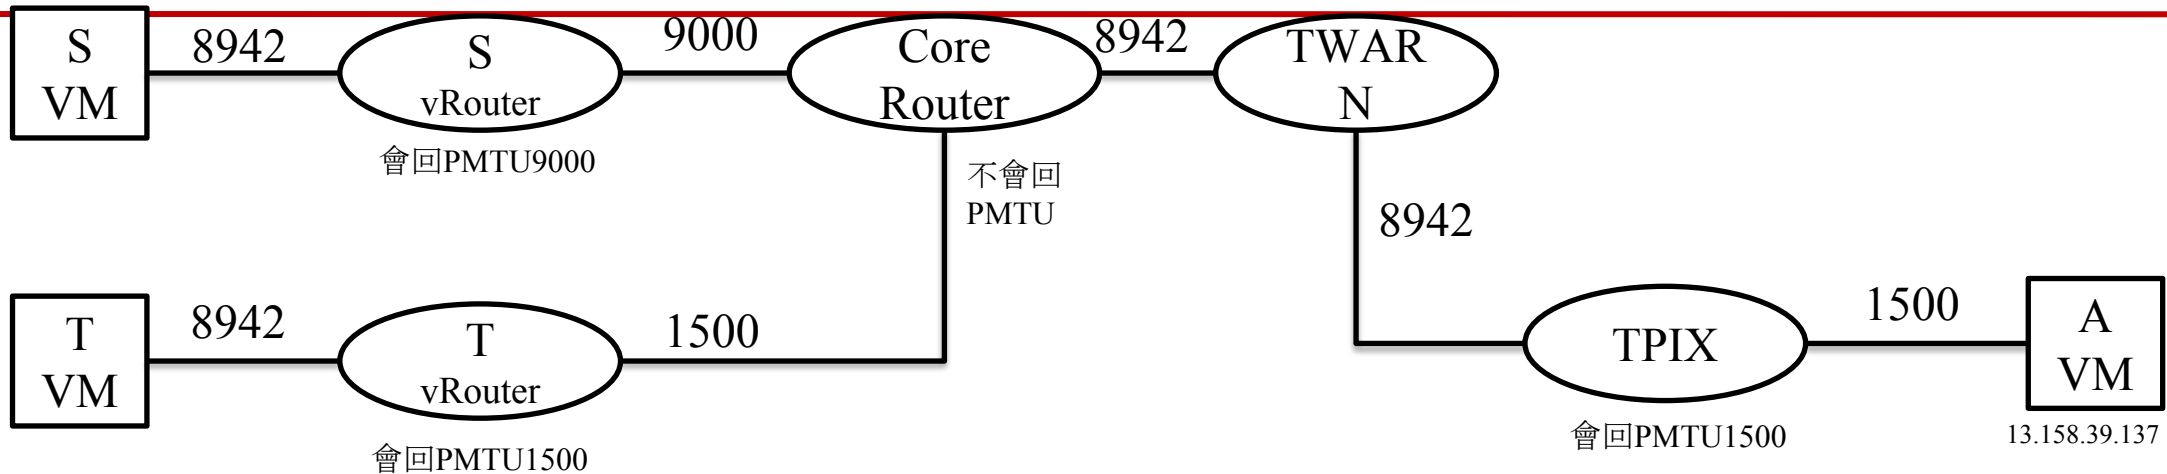 S
VM
8942
S
vRouter
會回PMTU9000
9000
Core
Router
不會回
PMTU
8942
TWAR
N
8942
T
VM
8942
T
vRouter
會回PMTU1500
1500
TPIX
會回PMTU1500
1500
A
VM
13.158.39.137